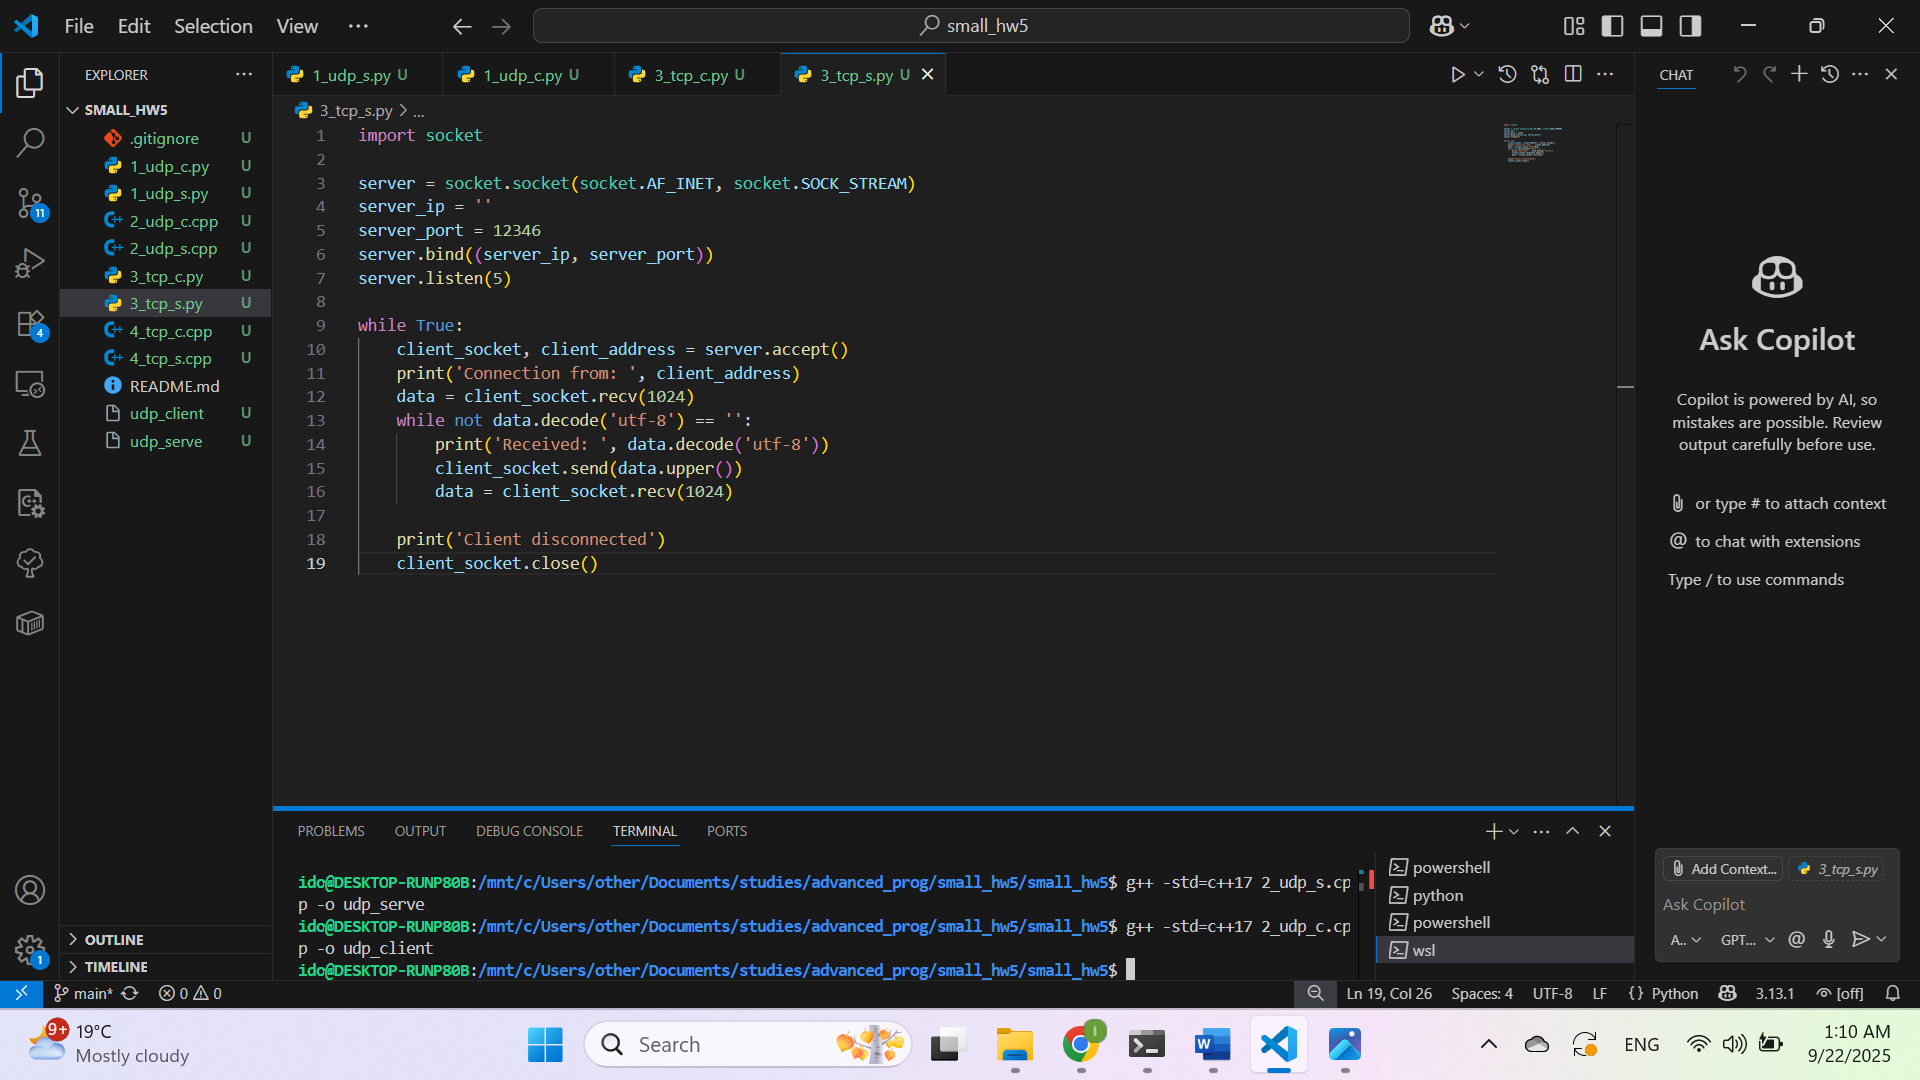 File Edit Selection View ···
small_hw5
EXPLORER
SMALL_HW5
.gitignore U
1_udp_c.py U
1_udp_s.py U
2_udp_c.cpp U
2_udp_s.cpp U
3_tcp_c.py U
3_tcp_s.py U
4_tcp_c.cpp U
4_tcp_s.cpp U
README.md
udp_client U
udp_serve U
OUTLINE
TIMELINE
11
4
1
1_udp_s.py U 1_udp_c.py U 3_tcp_c.py U 3_tcp_s.py U
3_tcp_s.py > ...
1 import socket
2
3 server = socket.socket(socket.AF_INET, socket.SOCK_STREAM)
4 server_ip = ''
5 server_port = 12346
6 server.bind((server_ip, server_port))
7 server.listen(5)
8
9 while True:
10 client_socket, client_address = server.accept()
11 print('Connection from: ', client_address)
12 data = client_socket.recv(1024)
13 while not data.decode('utf-8') == '':
14 print('Received: ', data.decode('utf-8'))
15 client_socket.send(data.upper())
16 data = client_socket.recv(1024)
17
18 print('Client disconnected')
19 client_socket.close()
PROBLEMS OUTPUT DEBUG CONSOLE TERMINAL PORTS
ido@DESKTOP-RUNP80B:/mnt/c/Users/other/Documents/studies/advanced_prog/small_hw5/small_hw5$ g++ -std=c++17 2_udp_s.cp
p -o udp_serve
ido@DESKTOP-RUNP80B:/mnt/c/Users/other/Documents/studies/advanced_prog/small_hw5/small_hw5$ g++ -std=c++17 2_udp_c.cp
p -o udp_client
ido@DESKTOP-RUNP80B:/mnt/c/Users/other/Documents/studies/advanced_prog/small_hw5/small_hw5$
powershell
python
powershell
wsl
CHAT
Ask Copilot
Copilot is powered by AI, so
mistakes are possible. Review
output carefully before use.
or type # to attach context
@ to chat with extensions
Type / to use commands
Add Context... 3_tcp_s.py
Ask Copilot
A.. GPT... @
main* 0 0
Ln 19, Col 26 Spaces: 4 UTF-8 LF {} Python 3.13.1 [off]
9+ 19°C
Mostly cloudy
Search
1
ENG
1:10 AM
9/22/2025